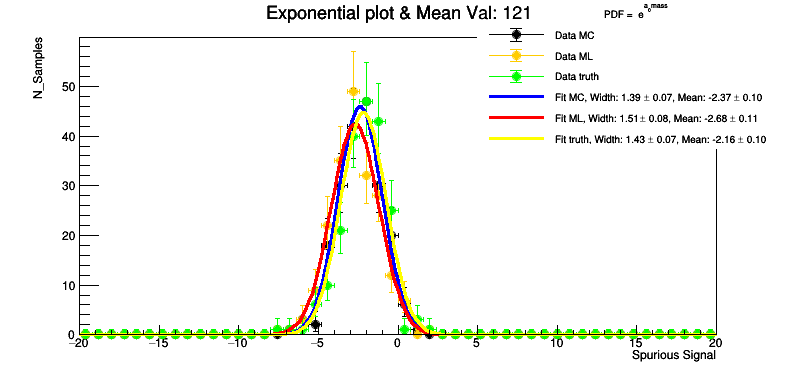 Exponential plot & Mean Val: 121
PDF = e^a_0mass
N_Samples
Data MC
Data ML
Data truth
Fit MC, Width: 1.39 ± 0.07, Mean: -2.37 ± 0.10
Fit ML, Width: 1.51± 0.08, Mean: -2.68 ± 0.11
Fit truth, Width: 1.43 ± 0.07, Mean: -2.16 ± 0.10
50
40
30
20
10
0
−20 −15 −10 −5 0 5 10 15 20
Spurious Signal